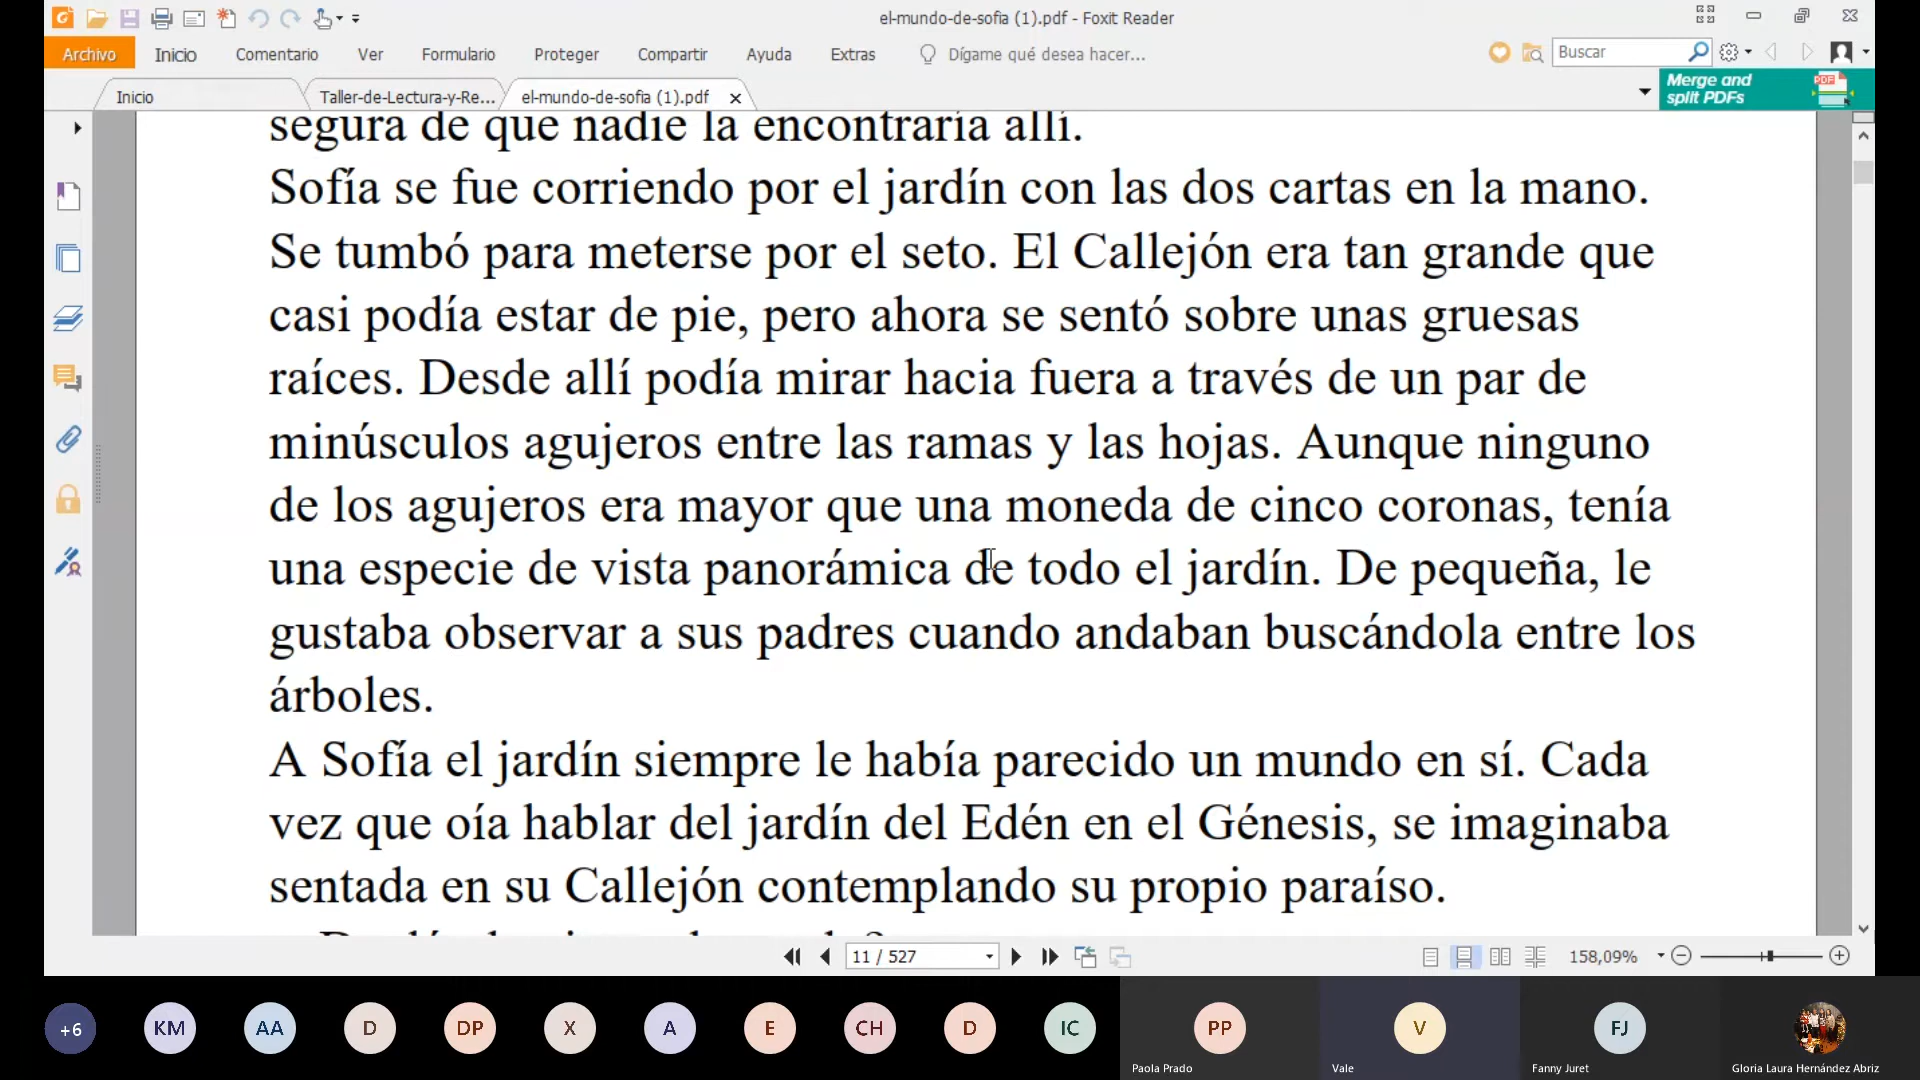 el-mundo-de-sofia (1).pdf - Foxit Reader
Archivo Inicio Comentario Ver Formulario Proteger Compartir Ayuda Extras Dígame qué desea hacer... Buscar
Inicio Taller-de-Lectura-y-Re... el-mundo-de-sofia (1).pdf
Merge and
split PDFs
PDF
segura de que nadie la encontraría allí.
Sofía se fue corriendo por el jardín con las dos cartas en la mano.
Se tumbó para meterse por el seto. El Callejón era tan grande que
casi podía estar de pie, pero ahora se sentó sobre unas gruesas
raíces. Desde allí podía mirar hacia fuera a través de un par de
minúsculos agujeros entre las ramas y las hojas. Aunque ninguno
de los agujeros era mayor que una moneda de cinco coronas, tenía
una especie de vista panorámica de todo el jardín. De pequeña, le
gustaba observar a sus padres cuando andaban buscándola entre los
árboles.
A Sofía el jardín siempre le había parecido un mundo en sí. Cada
vez que oía hablar del jardín del Edén en el Génesis, se imaginaba
sentada en su Callejón contemplando su propio paraíso.
11 / 527 158,09%
+6 KM AA D DP X A E CH D IC PP V FJ
Paola Prado Vale Fanny Juret Gloria Laura Hernández Abriz